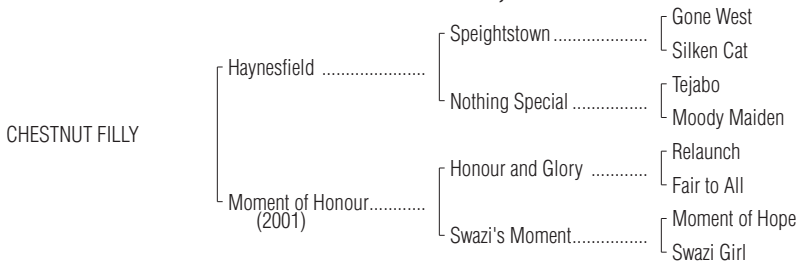 Gone West
Speightstown ....................
Silken Cat
Haynesfield ......................
Tejabo
Nothing Special ................
Moody Maiden
CHESTNUT FILLY
Relaunch
Honour and Glory ............
Fair to All
Moment of Honour............
(2001)
Moment of Hope
Swazi's Moment................
Swazi Girl